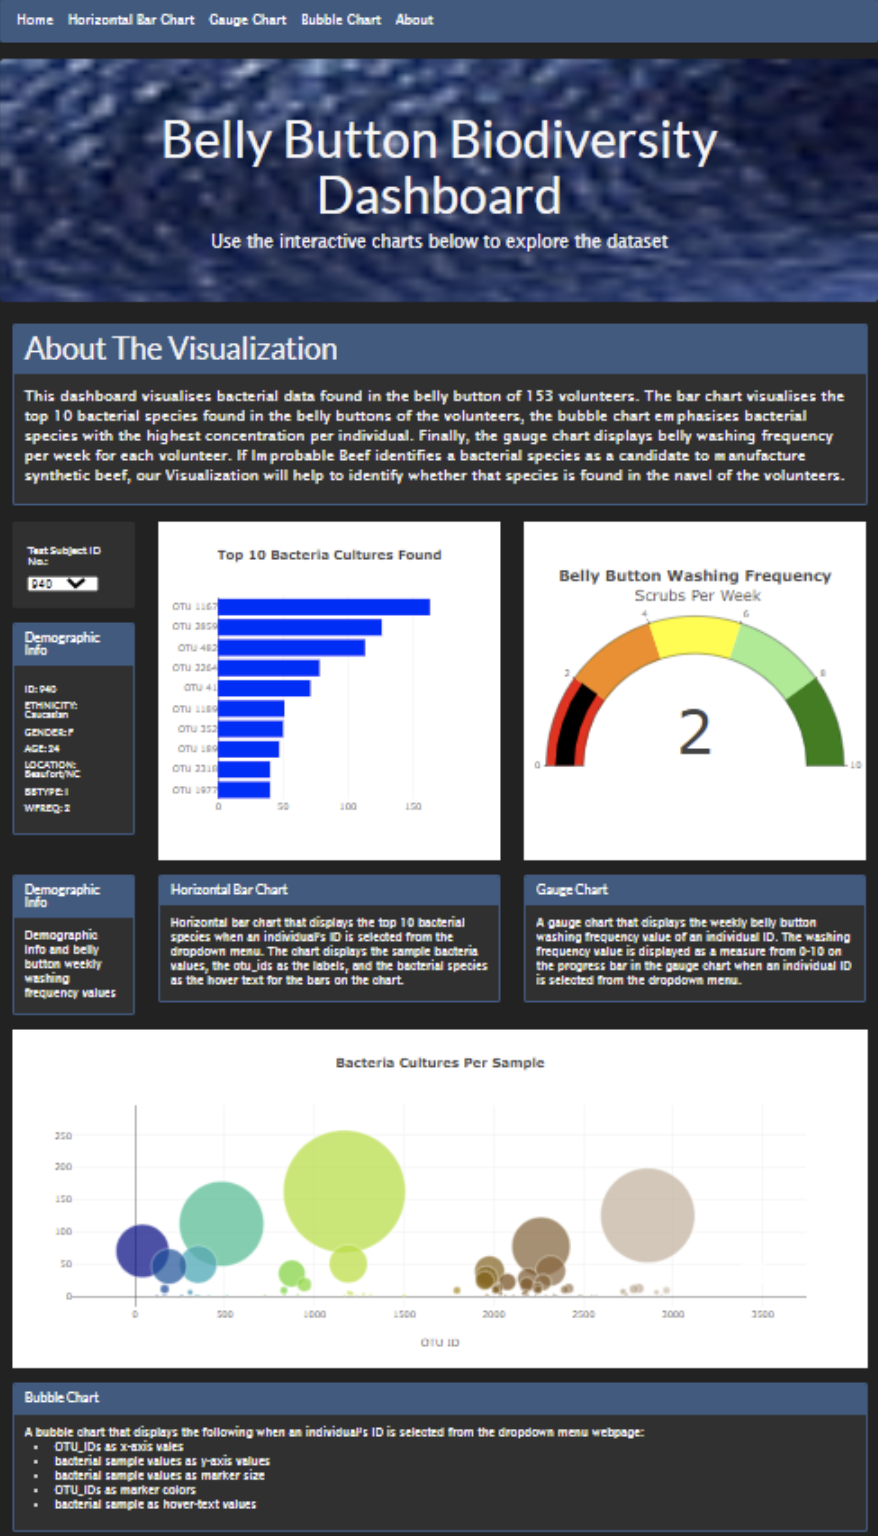 Home Horizontal Bar Chart Gauge Chart Bubble Chart About
Belly Button Biodiversity
Dashboard
Use the interactive charts below to explore the dataset
About The Visualization
This dashboard visualises bacterial data found in the belly button of 153 volunteers. The bar chart visualises the
top 10 bacterial species found in the belly buttons of the volunteers, the bubble chart emphasises bacterial
species with the highest concentration per individual. Finally, the gauge chart displays belly washing frequency
per week for each volunteer. If Improbable Beef identifies a bacterial species as a candidate to manufacture
synthetic beef, our Visualization will help to identify whether that species is found in the navel of the volunteers.
Test Subject ID
No.:
940
Demographic
Info
ID: 940
ETHNICITY:
Caucasian
GENDER: F
AGE: 24
LOCATION:
Beaufort/NC
BBTYPE: I
WFREQ: 2
Top 10 Bacteria Cultures Found
OTU 1167
OTU 2859
OTU 482
OTU 2264
OTU 41
OTU 1189
OTU 352
OTU 189
OTU 2318
OTU 1977
0 50 100 150
Belly Button Washing Frequency
Scrubs Per Week
4 6
2 8
0 10
2
Demographic
Info
Demographic
Info and belly
button weekly
washing
frequency values
Horizontal Bar Chart
Horizontal bar chart that displays the top 10 bacterial
species when an individual's ID is selected from the
dropdown menu. The chart displays the sample bacteria
values, the otu_ids as the labels, and the bacterial species
as the hover text for the bars on the chart.
Gauge Chart
A gauge chart that displays the weekly belly button
washing frequency value of an individual ID. The washing
frequency value is displayed as a measure from 0-10 on
the progress bar in the gauge chart when an individual ID
is selected from the dropdown menu.
Bacteria Cultures Per Sample
250
200
150
100
50
0
0 500 1000 1500 2000 2500 3000 3500
OTU ID
Bubble Chart
A bubble chart that displays the following when an individual's ID is selected from the dropdown menu webpage:
• OTU_IDs as x-axis vales
• bacterial sample values as y-axis values
• bacterial sample values as marker size
• OTU_IDs as marker colors
• bacterial sample as hover-text values